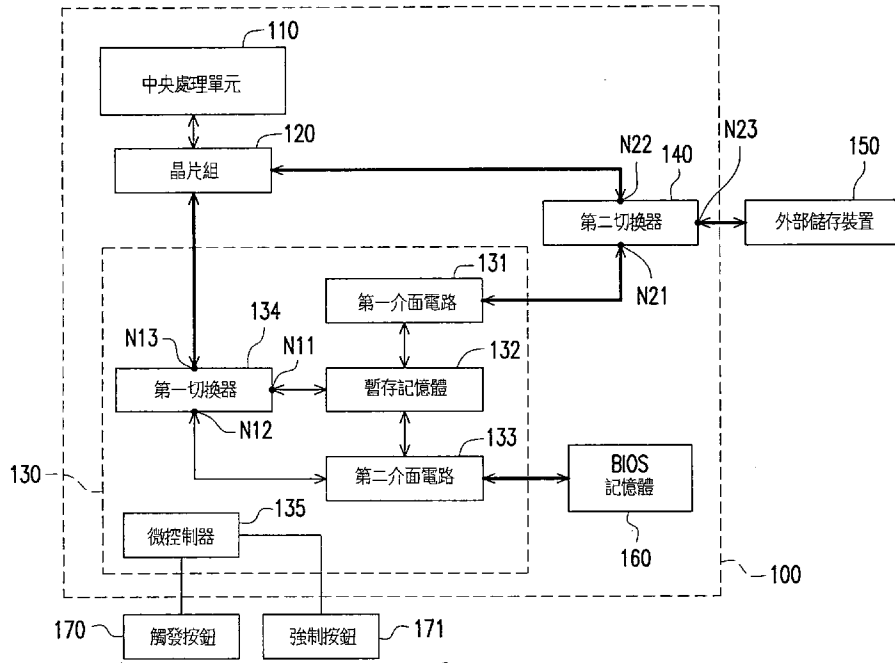 110
中央處理單元
120
晶片組
N22
140
N23
150
第二切換器
外部儲存裝置
N21
131
第一介面電路
134
N13
N11
132
第一切換器
暫存記憶體
N12
133
第二介面電路
BIOS
記憶體
130
135
微控制器
160
100
170
觸發按鈕
強制按鈕
171